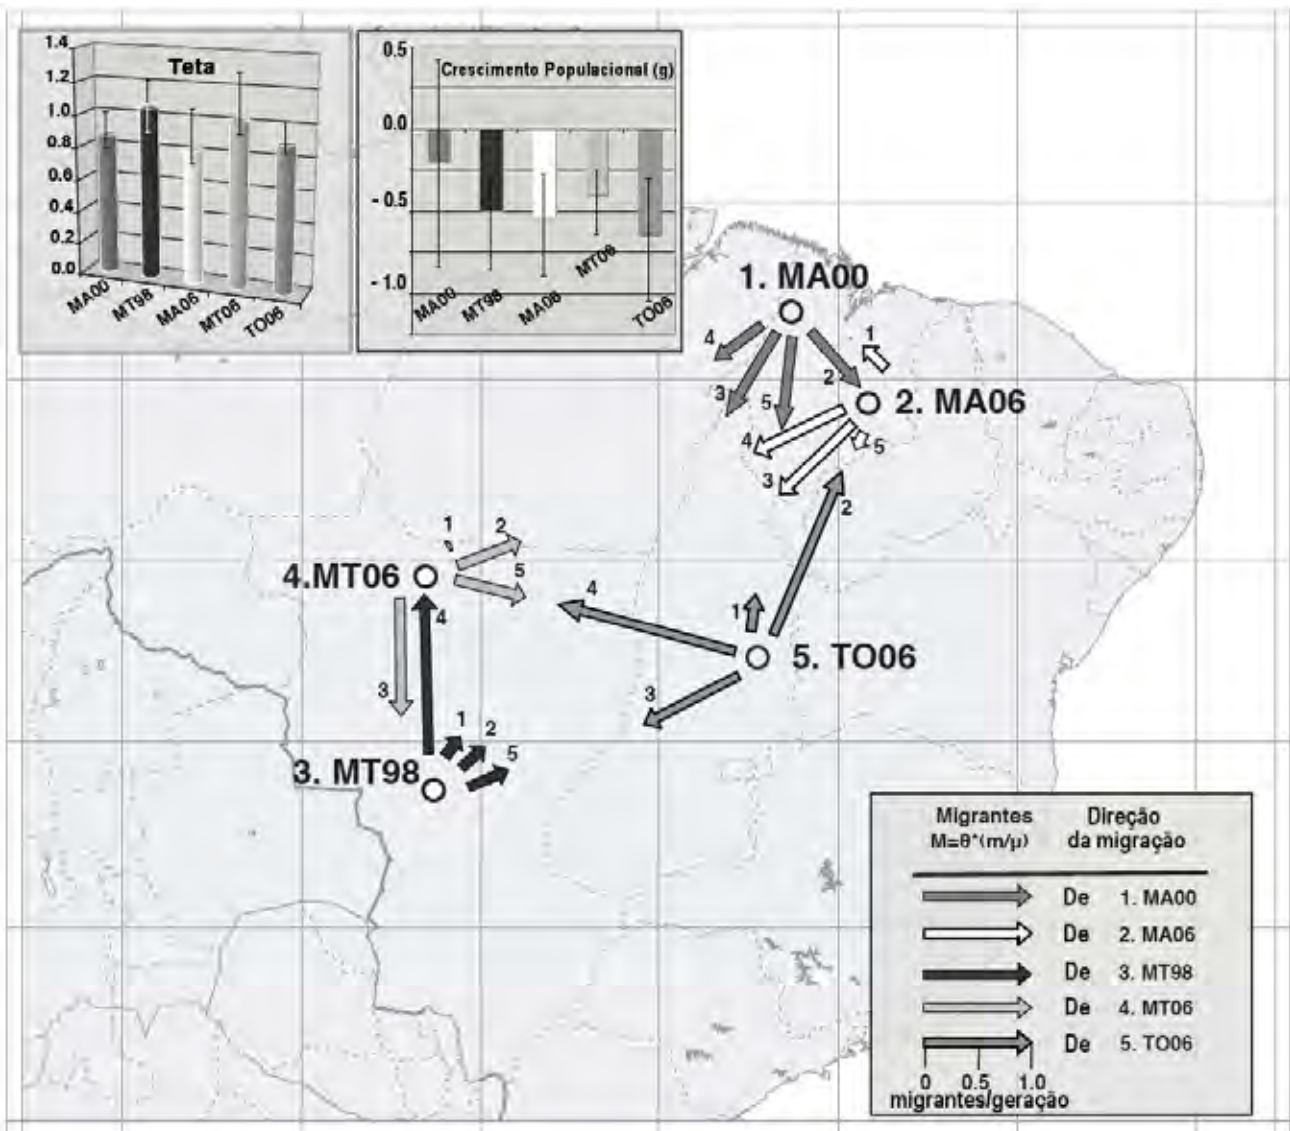 Teta
1.4
1.2
1.0
0.8
0.6
0.4
0.2
0.0
MA00
MT98
MA06
MT06
TO06
Crescimento Populacional (g)
0.5
0.0
- 0.5
- 1.0
MA00
MT98
MA06
MT06
TO06
1. MA00
4
3
5
2
1
2. MA06
4
3
5
4.MT06
1
2
5
3
4
3. MT98
1
2
5
5. TO06
1
2
4
3
Migrantes
M=θ*(m/μ)
Direção
da migração
De 1. MA00
De 2. MA06
De 3. MT98
De 4. MT06
De 5. TO06
0 0.5 1.0
migrantes/geração